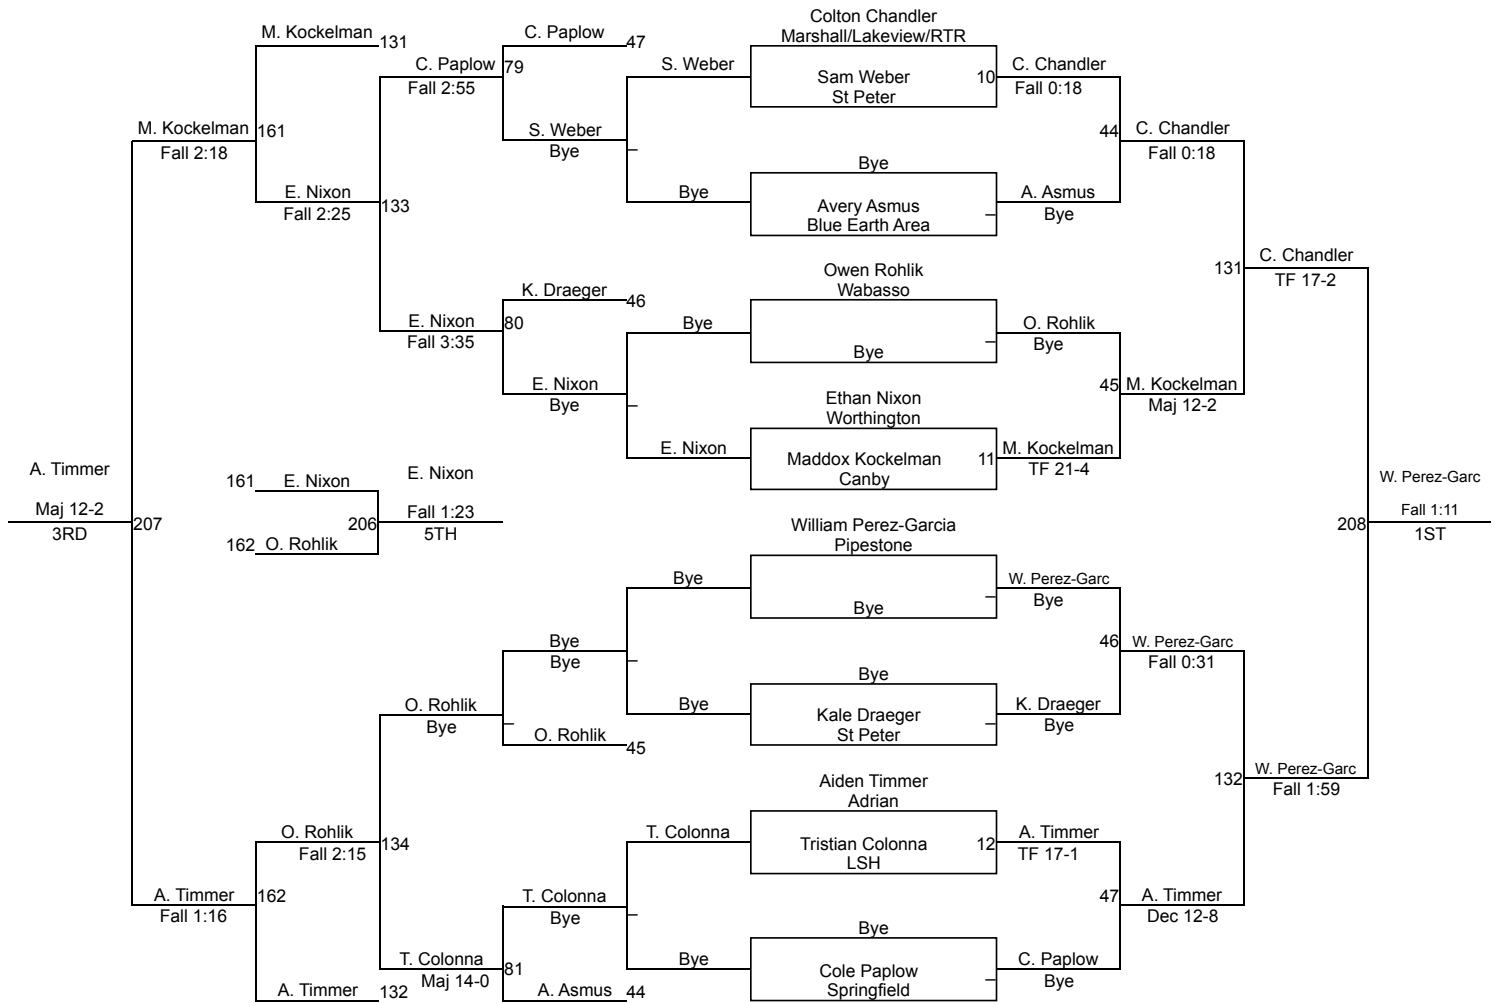 Colton Chandler
Marshall/Lakeview/RTR
M. Kockelman
131
C. Paplow
47
C. Paplow
79
Fall 2:55
S. Weber
Sam Weber
St Peter
10
C. Chandler
Fall 0:18
M. Kockelman
161
Fall 2:18
S. Weber
Bye
44
C. Chandler
Fall 0:18
Bye
E. Nixon
Fall 2:25
133
Bye
Avery Asmus
Blue Earth Area
A. Asmus
Bye
131
C. Chandler
TF 17-2
Owen Rohlik
Wabasso
K. Draeger
46
E. Nixon
80
Fall 3:35
Bye
Bye
O. Rohlik
Bye
E. Nixon
Bye
Ethan Nixon
Worthington
45
M. Kockelman
Maj 12-2
E. Nixon
Maddox Kockelman
Canby
11
M. Kockelman
TF 21-4
A. Timmer
Maj 12-2
3RD
207
161
E. Nixon
162
O. Rohlik
206
E. Nixon
Fall 1:23
5TH
William Perez-Garcia
Pipestone
208
W. Perez-Garc
Fall 1:11
1ST
Bye
Bye
W. Perez-Garc
Bye
Bye
Bye
46
W. Perez-Garc
Fall 0:31
Bye
O. Rohlik
Bye
Bye
Kale Draeger
St Peter
K. Draeger
Bye
O. Rohlik
45
132
W. Perez-Garc
Fall 1:59
Aiden Timmer
Adrian
O. Rohlik
Fall 2:15
134
T. Colonna
Tristian Colonna
LSH
12
A. Timmer
TF 17-1
A. Timmer
Fall 1:16
162
T. Colonna
Bye
47
A. Timmer
Dec 12-8
Bye
T. Colonna
Maj 14-0
81
Bye
Cole Paplow
Springfield
C. Paplow
Bye
A. Timmer
132
A. Asmus
44